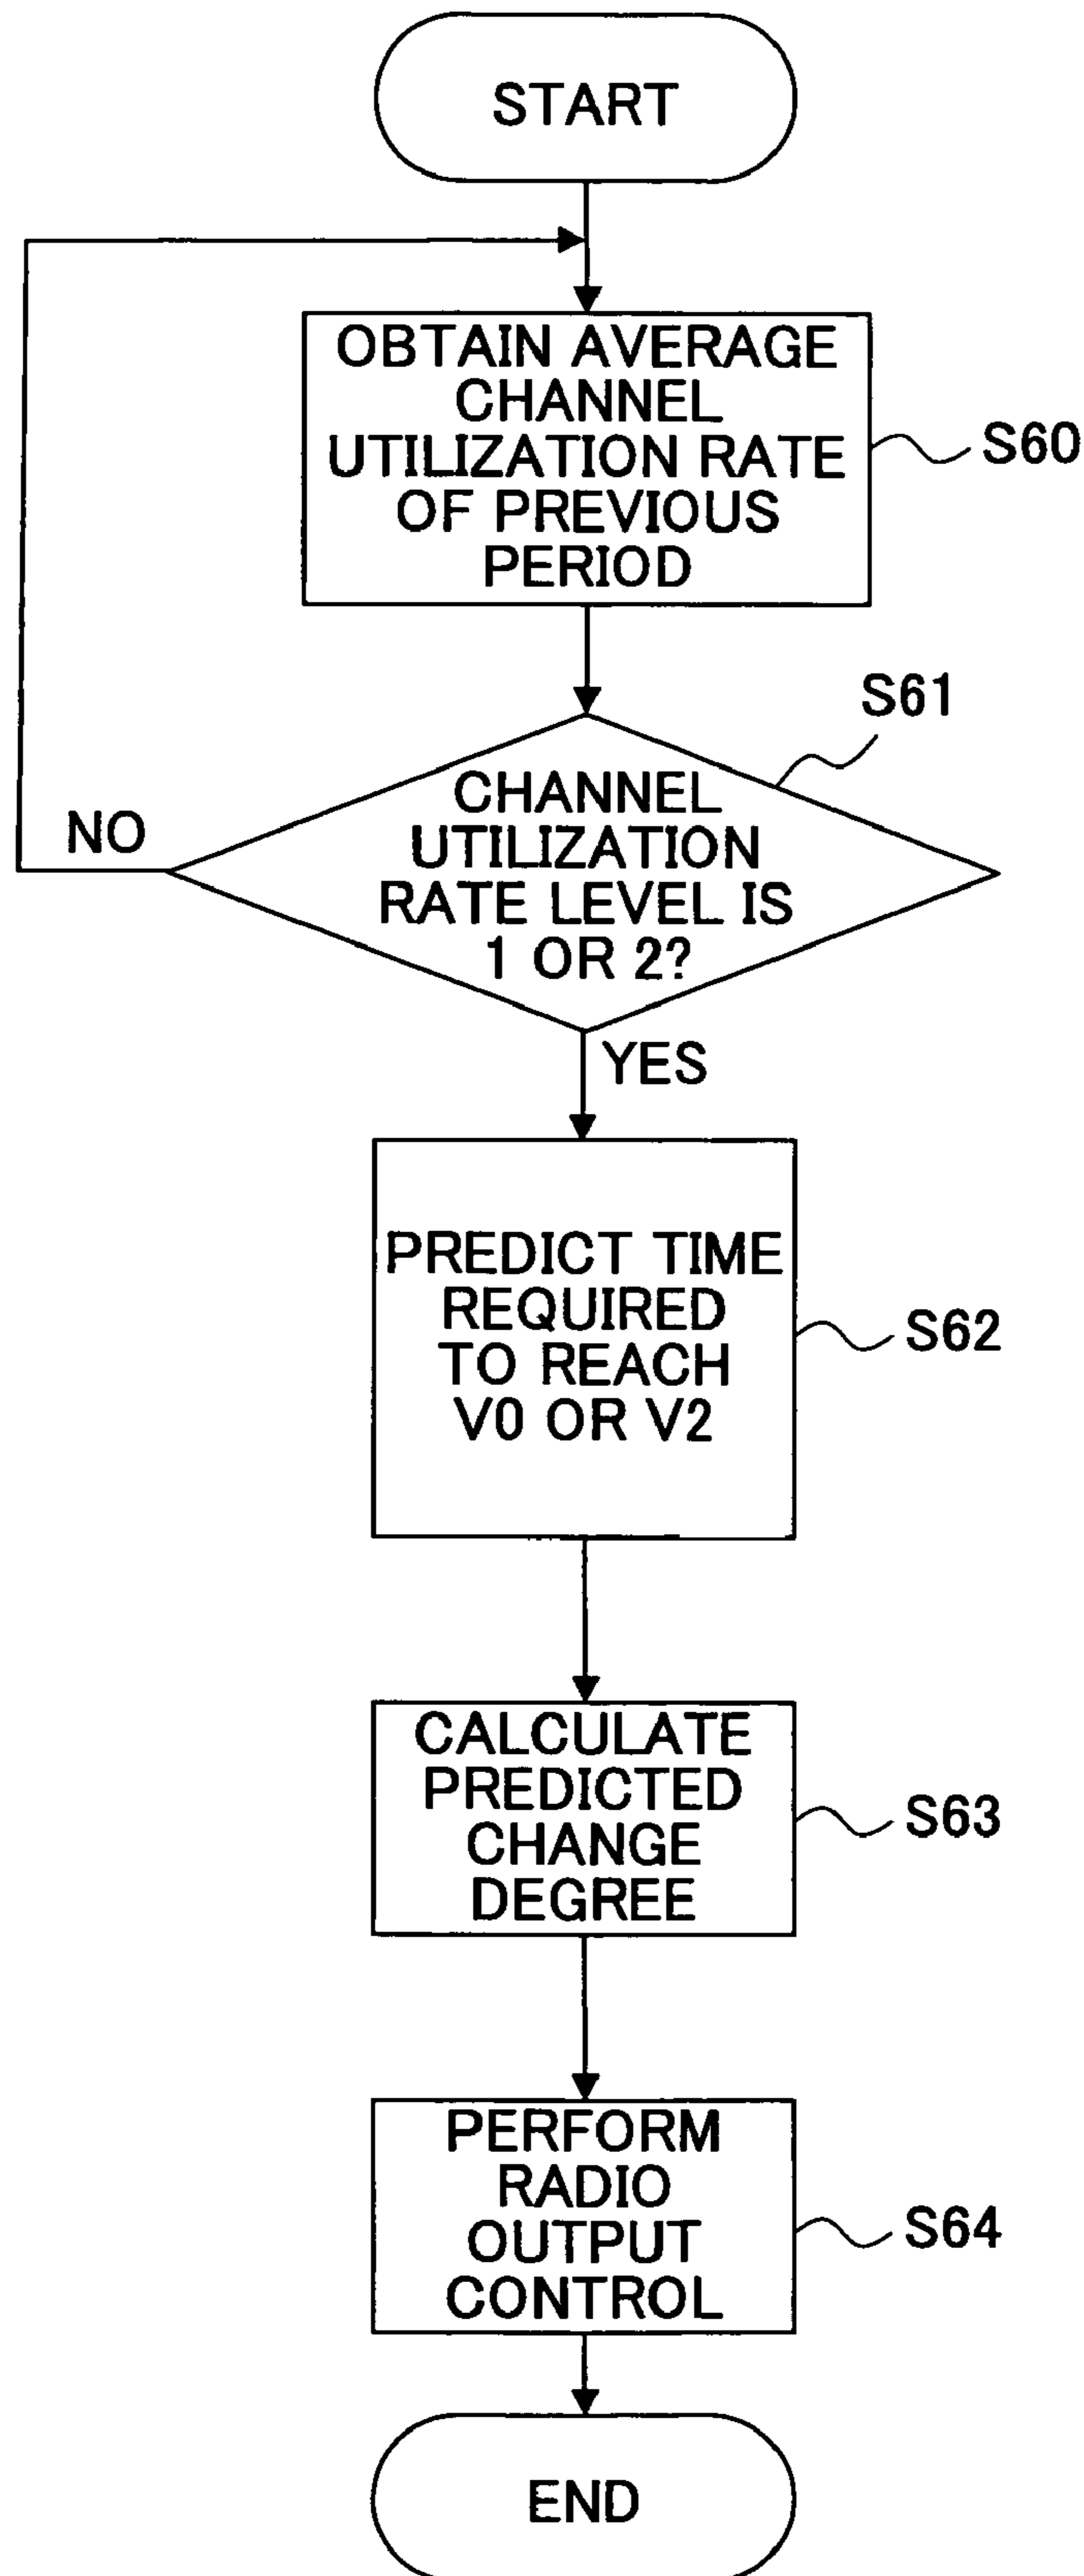 START
OBTAIN AVERAGE
CHANNEL
UTILIZATION RATE
OF PREVIOUS
PERIOD
S60
S61
CHANNEL
UTILIZATION
RATE LEVEL IS
1 OR 2?
NO
YES
PREDICT TIME
REQUIRED
TO REACH
V0 OR V2
S62
CALCULATE
PREDICTED
CHANGE
DEGREE
S63
PERFORM
RADIO
OUTPUT
CONTROL
S64
END